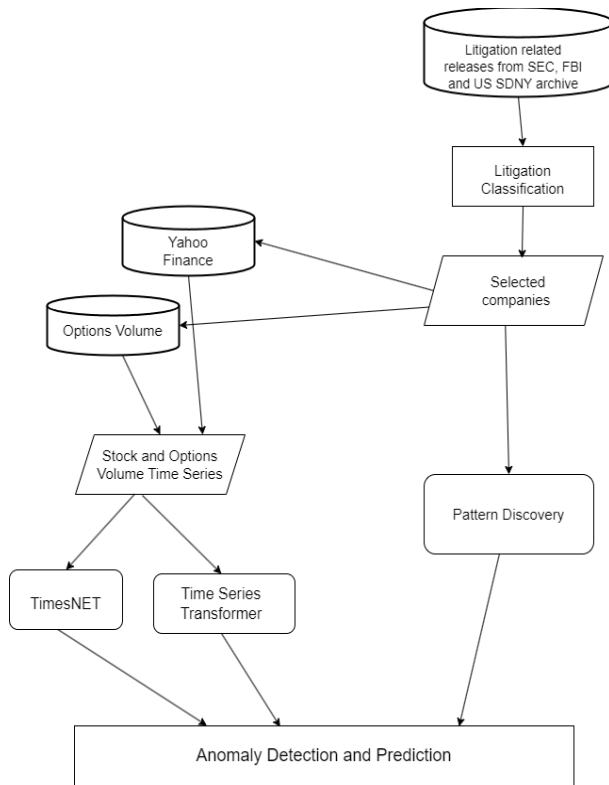 Litigation related
releases from SEC, FBI
and US SDNY archive
Litigation
Classification
Yahoo
Finance
Selected
companies
Options Volume
Stock and Options
Volume Time Series
Pattern Discovery
TimesNET
Time Series
Transformer
Anomaly Detection and Prediction